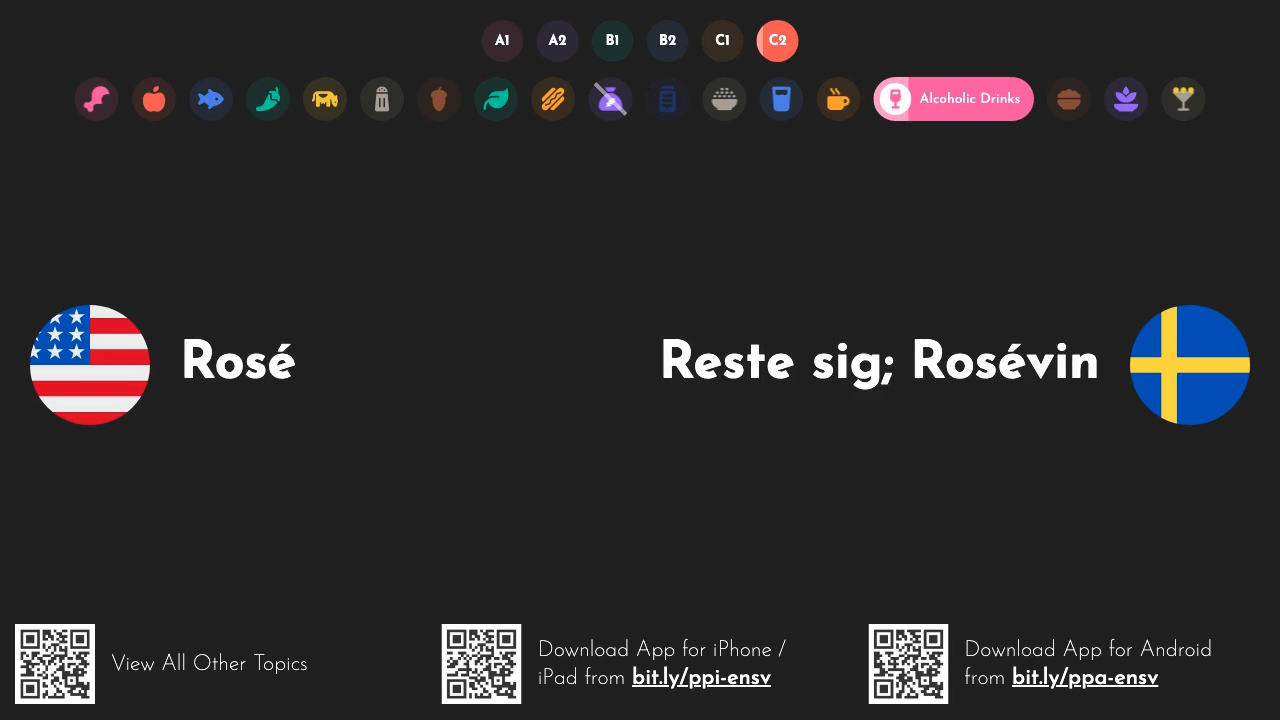 A1 A2 B1 B2 C1 C2
Alcoholic Drinks
Rosé
Reste sig; Rosévin
View All Other Topics
Download App for iPhone /
iPad from bit.ly/ppi-ensv
Download App for Android
from bit.ly/ppa-ensv